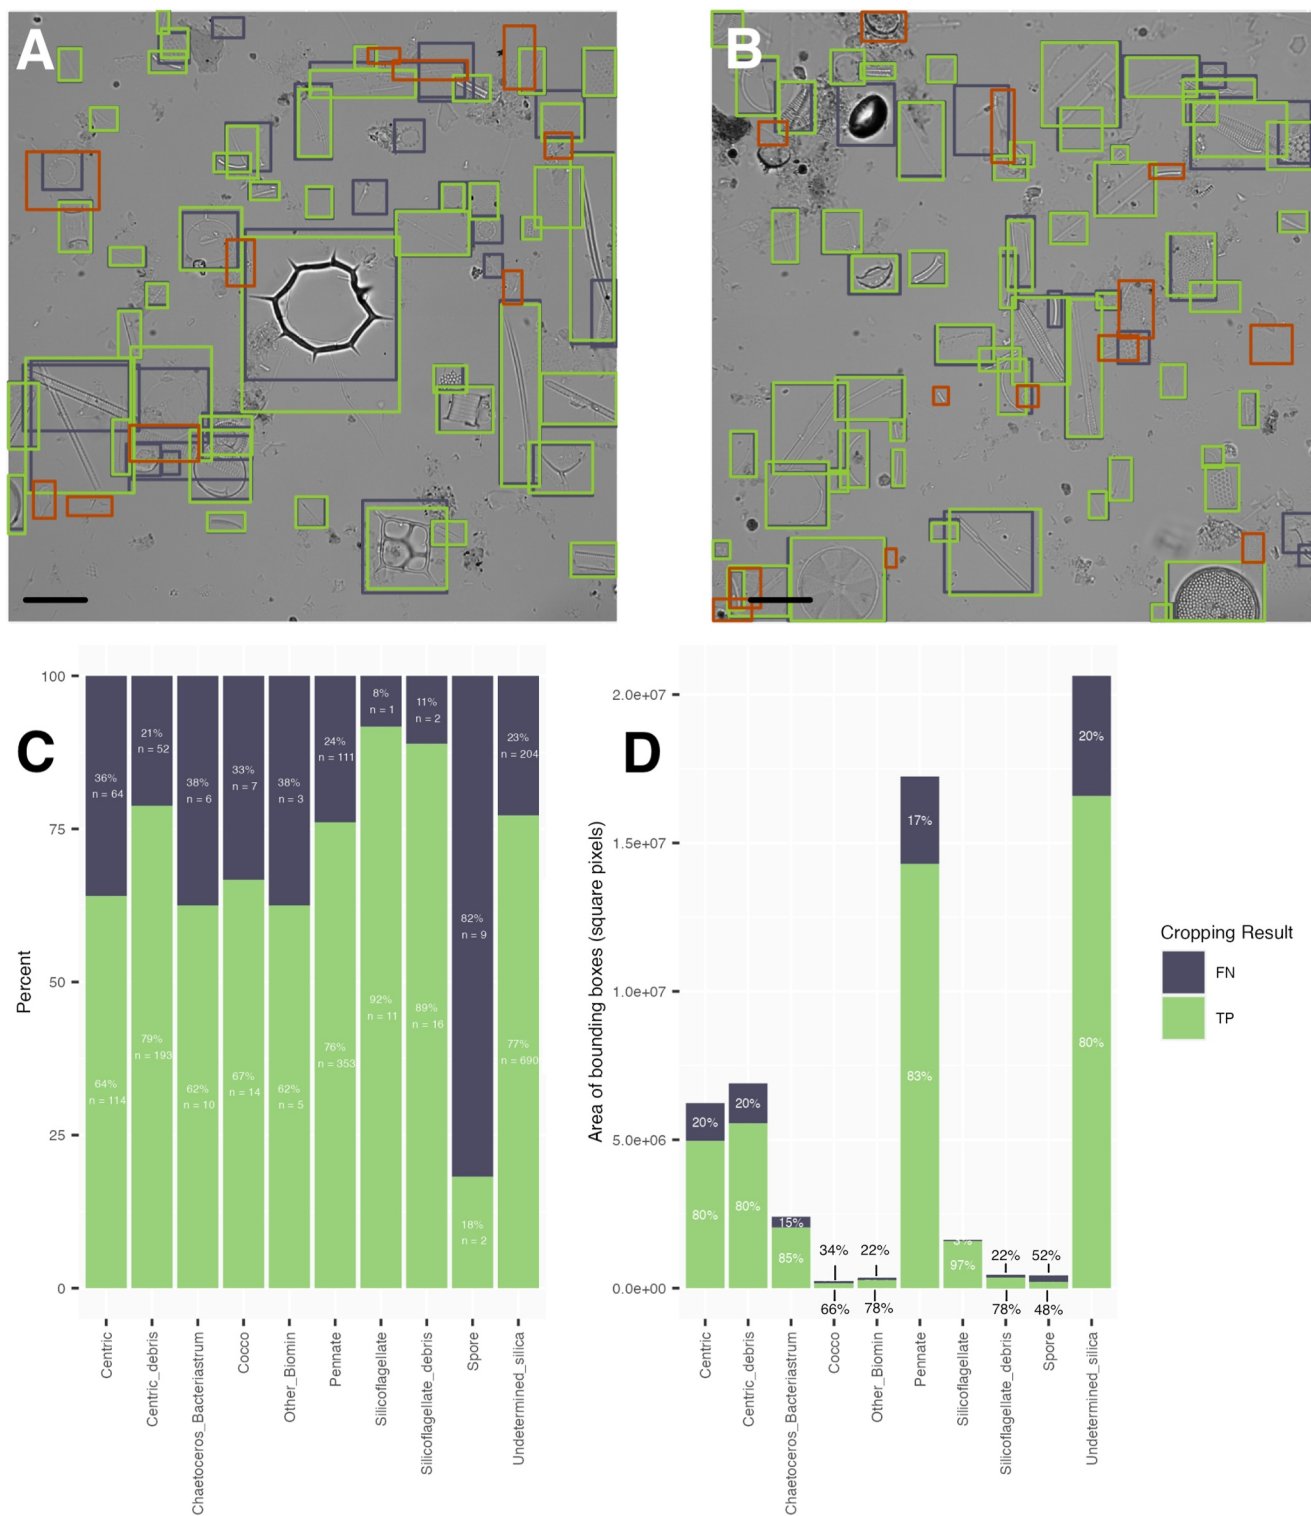 A
B
C
Percent
100
75
50
25
0
36%
n = 64
64%
n = 114
21%
n = 52
79%
n = 193
38%
n = 6
62%
n = 10
33%
n = 7
67%
n = 14
38%
n = 3
62%
n = 5
24%
n = 111
76%
n = 353
8%
n = 1
92%
n = 11
11%
n = 2
89%
n = 16
82%
n = 9
18%
n = 2
23%
n = 204
77%
n = 690
Centric
Centric_debris
Chaetoceros_Bacteriastrum
Cocco
Other_Biomin
Pennate
Silicoflagellate
Silicoflagellate_debris
Spore
Undetermined_silica
D
Area of bounding boxes (square pixels)
2.0e+07
1.5e+07
1.0e+07
5.0e+06
0.0e+00
20%
80%
20%
80%
15%
85%
34%
66%
22%
78%
17%
83%
3%
97%
22%
78%
52%
48%
20%
80%
Centric
Centric_debris
Chaetoceros_Bacteriastrum
Cocco
Other_Biomin
Pennate
Silicoflagellate
Silicoflagellate_debris
Spore
Undetermined_silica
Cropping Result
FN
TP